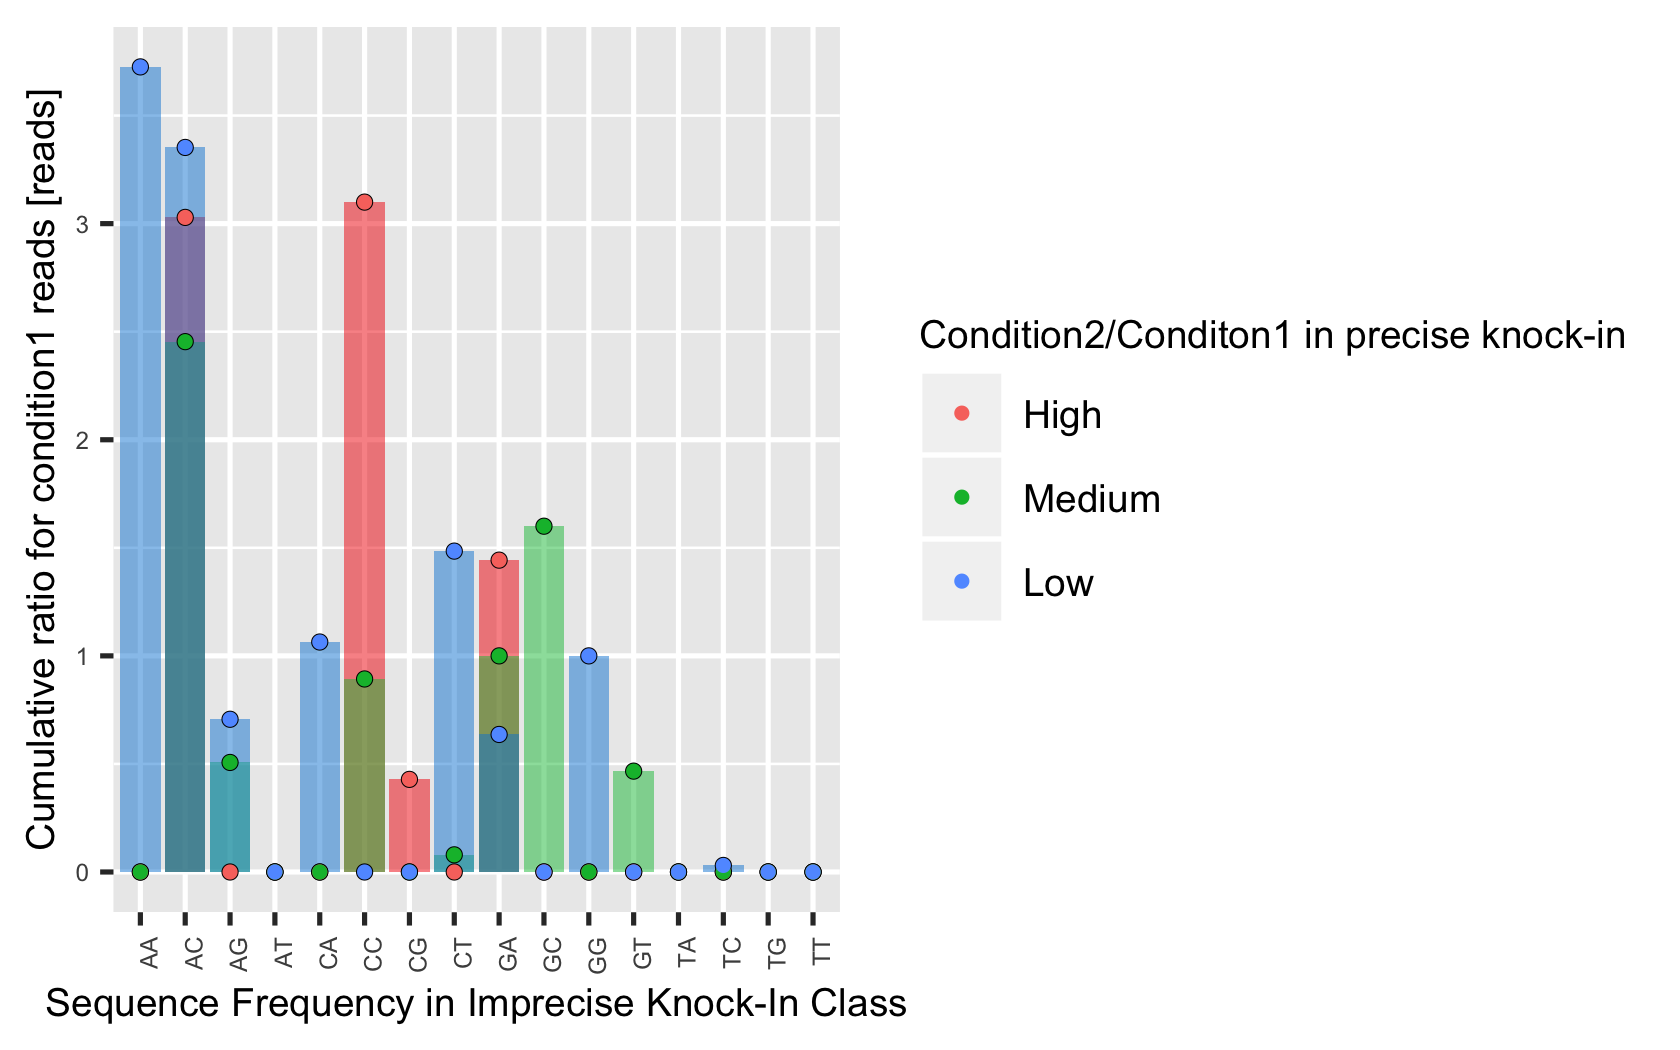 Cumulative ratio for condition1 reads [reads]
3
2
1
0
AA
AC
AG
AT
CA
CC
CG
CT
GA
GC
GG
GT
TA
TC
TG
TT
Sequence Frequency in Imprecise Knock-In Class
Condition2/Conditon1 in precise knock-in
High
Medium
Low